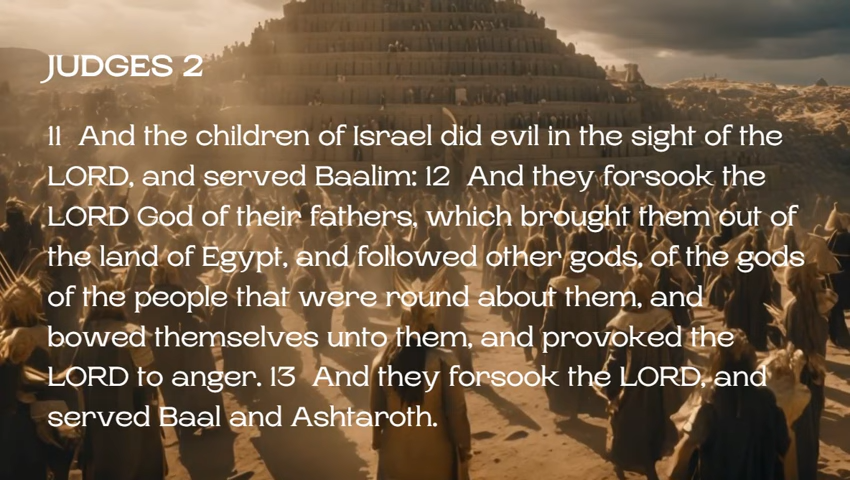 JUDGES 2
11 And the children of Israel did evil in the sight of the
LORD, and served Baalim: 12 And they forsook the
LORD God of their fathers, which brought them out of
the land of Egypt, and followed other gods, of the gods
of the people that were round about them, and
bowed themselves unto them, and provoked the
LORD to anger. 13 And they forsook the LORD, and
served Baal and Ashtaroth.